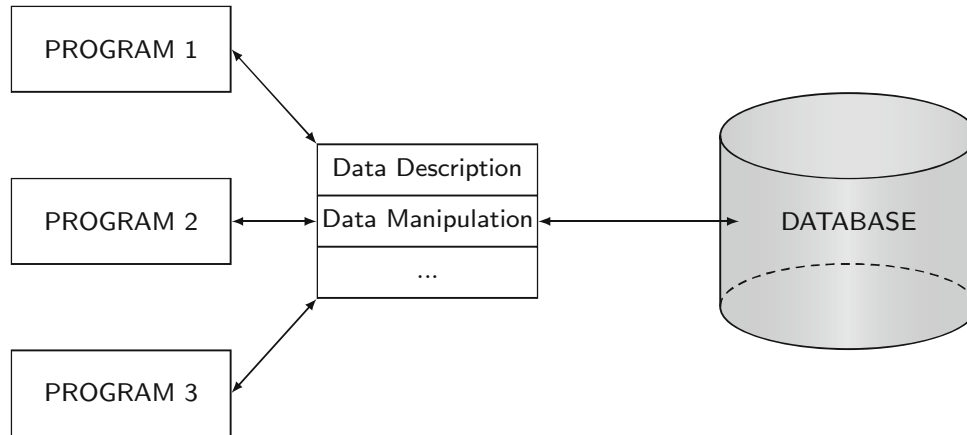 PROGRAM 1
PROGRAM 2
PROGRAM 3
Data Description
Data Manipulation
...
DATABASE